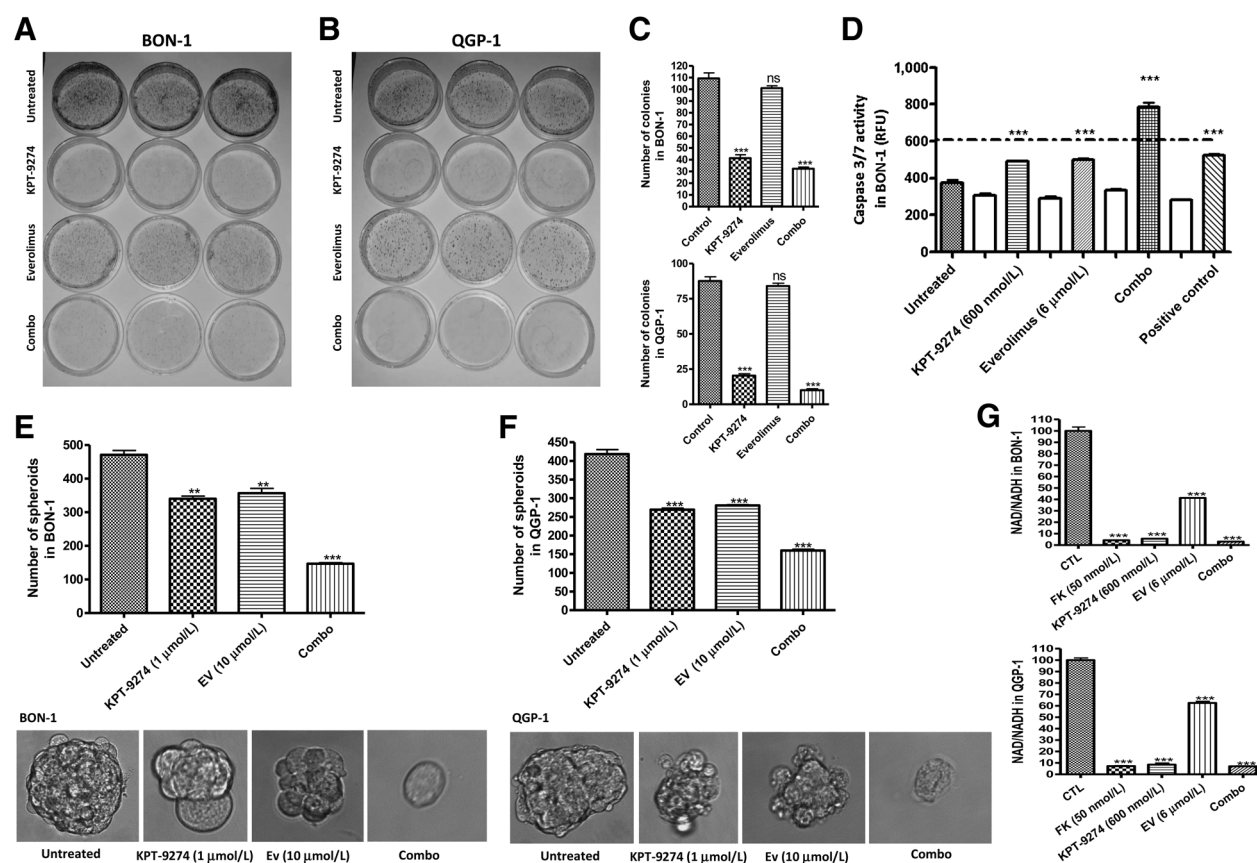 A
BON-1
Untreated
KPT-9274
Everolimus
Combo
B
QGP-1
Untreated
KPT-9274
Everolimus
Combo
C
Number of colonies
in BON-1
120
110
100
90
80
70
60
50
40
30
20
10
0
***
ns
***
Control
KPT-9274
Everolimus
Combo
Number of colonies
in QGP-1
100
75
50
25
0
***
ns
***
Control
KPT-9274
Everolimus
Combo
D
Caspase 3/7 activity
in BON-1 (RFU)
1,000
800
600
400
200
0
***
***
***
***
Untreated
KPT-9274 (600 nmol/L)
Everolimus (6 μmol/L)
Combo
Positive control
E
Number of spheroids
in BON-1
500
400
300
200
100
0
**
**
***
Untreated
KPT-9274 (1 μmol/L)
EV (10 μmol/L)
Combo
BON-1
Untreated
KPT-9274 (1 μmol/L)
Ev (10 μmol/L)
Combo
F
Number of spheroids
in QGP-1
450
400
350
300
250
200
150
100
50
0
***
***
***
Untreated
KPT-9274 (1 μmol/L)
EV (10 μmol/L)
Combo
QGP-1
Untreated
KPT-9274 (1 μmol/L)
Ev (10 μmol/L)
Combo
G
NAD/NADH in BON-1
110
100
90
80
70
60
50
40
30
20
10
0
***
***
***
***
CTL
FK (50 nmol/L)
KPT-9274 (600 nmol/L)
EV (6 μmol/L)
Combo
NAD/NADH in QGP-1
110
100
90
80
70
60
50
40
30
20
10
0
***
***
***
***
CTL
FK (50 nmol/L)
KPT-9274 (600 nmol/L)
EV (6 μmol/L)
Combo